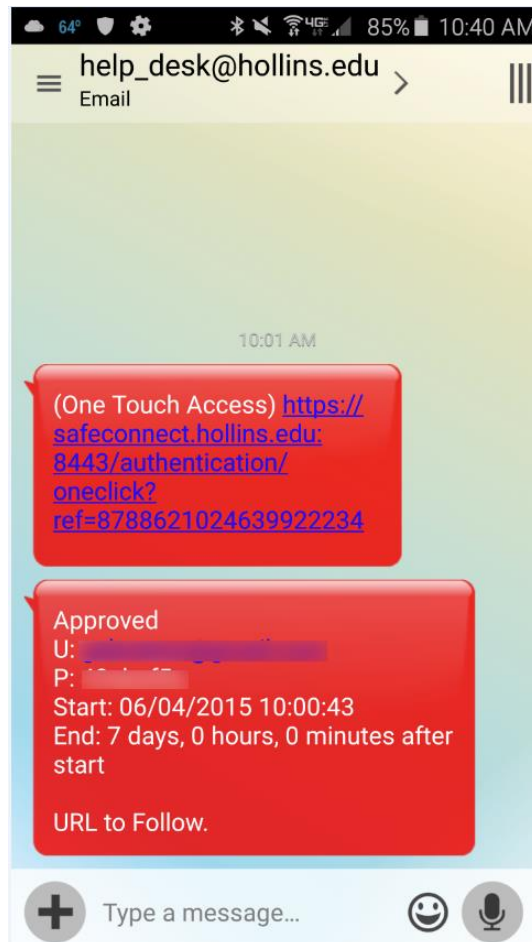 64° 4G 85% 10:40 AM
help_desk@hollins.edu
Email
10:01 AM
(One Touch Access) https://
safeconnect.hollins.edu:
8443/authentication/
oneclick?
ref=8788621024639922234
Approved
U:
P:
Start: 06/04/2015 10:00:43
End: 7 days, 0 hours, 0 minutes after
start
URL to Follow.
Type a message...